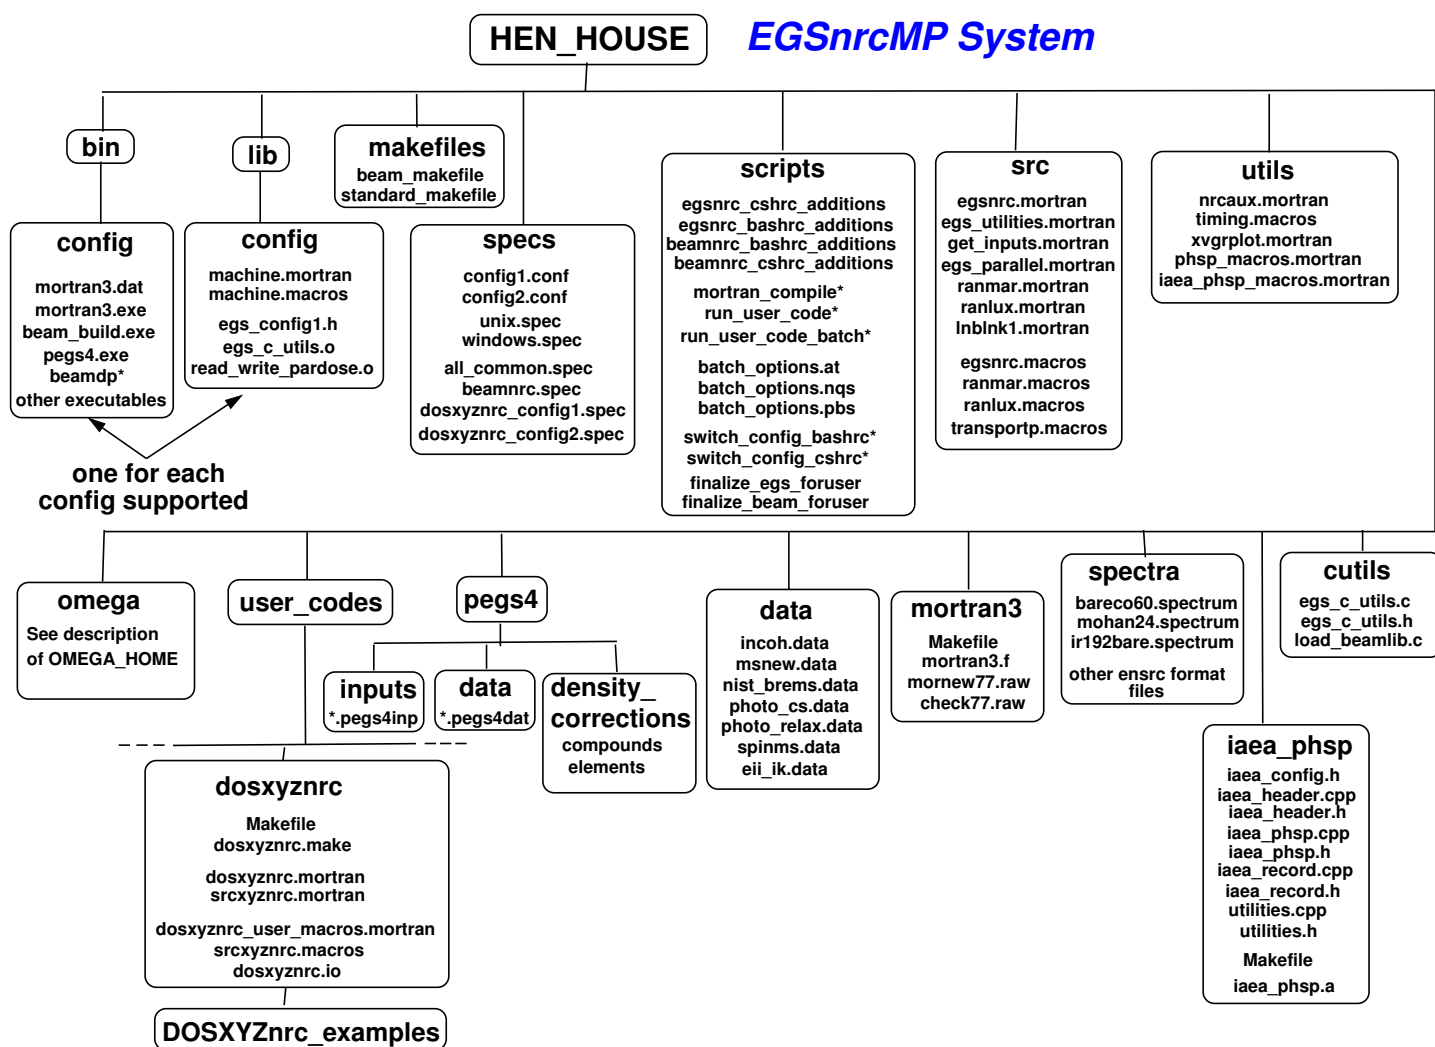 HEN_HOUSE
EGSnrcMP System
bin
config
mortran3.dat
mortran3.exe
beam_build.exe
pegs4.exe
beamdp*
other executables
lib
config
machine.mortran
machine.macros
egs_config1.h
egs_c_utils.o
read_write_pardose.o
one for each
config supported
makefiles
beam_makefile
standard_makefile
specs
config1.conf
config2.conf
unix.spec
windows.spec
all_common.spec
beamnrc.spec
dosxyznrc_config1.spec
dosxyznrc_config2.spec
scripts
egsnrc_cshrc_additions
egsnrc_bashrc_additions
beamnrc_bashrc_additions
beamnrc_cshrc_additions
mortran_compile*
run_user_code*
run_user_code_batch*
batch_options.at
batch_options.nqs
batch_options.pbs
switch_config_bashrc*
switch_config_cshrc*
finalize_egs_foruser
finalize_beam_foruser
src
egsnrc.mortran
egs_utilities.mortran
get_inputs.mortran
egs_parallel.mortran
ranmar.mortran
ranlux.mortran
lnblnk1.mortran
egsnrc.macros
ranmar.macros
ranlux.macros
transportp.macros
utils
nrcaux.mortran
timing.macros
xvgrplot.mortran
phsp_macros.mortran
iaea_phsp_macros.mortran
omega
See description
of OMEGA_HOME
user_codes
dosxyznrc
Makefile
dosxyznrc.make
dosxyznrc.mortran
srcxyznrc.mortran
dosxyznrc_user_macros.mortran
srcxyznrc.macros
dosxyznrc.io
DOSXYZnrc_examples
pegs4
inputs
*.pegs4inp
data
*.pegs4dat
density_
corrections
compounds
elements
data
incoh.data
msnew.data
nist_brems.data
photo_cs.data
photo_relax.data
spinms.data
eii_ik.data
mortran3
Makefile
mortran3.f
mornew77.raw
check77.raw
spectra
bareco60.spectrum
mohan24.spectrum
ir192bare.spectrum
other ensrc format
files
iaea_phsp
iaea_config.h
iaea_header.cpp
iaea_header.h
iaea_phsp.cpp
iaea_phsp.h
iaea_record.cpp
iaea_record.h
utilities.cpp
utilities.h
Makefile
iaea_phsp.a
cutils
egs_c_utils.c
egs_c_utils.h
load_beamlib.c